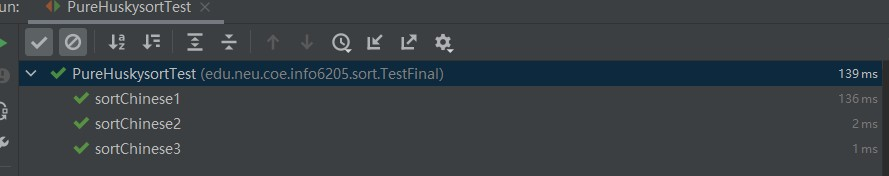 un: PureHuskysortTest
PureHuskysortTest (edu.neu.coe.info6205.sort.TestFinal) 139 ms
sortChinese1 136 ms
sortChinese2 2 ms
sortChinese3 1 ms